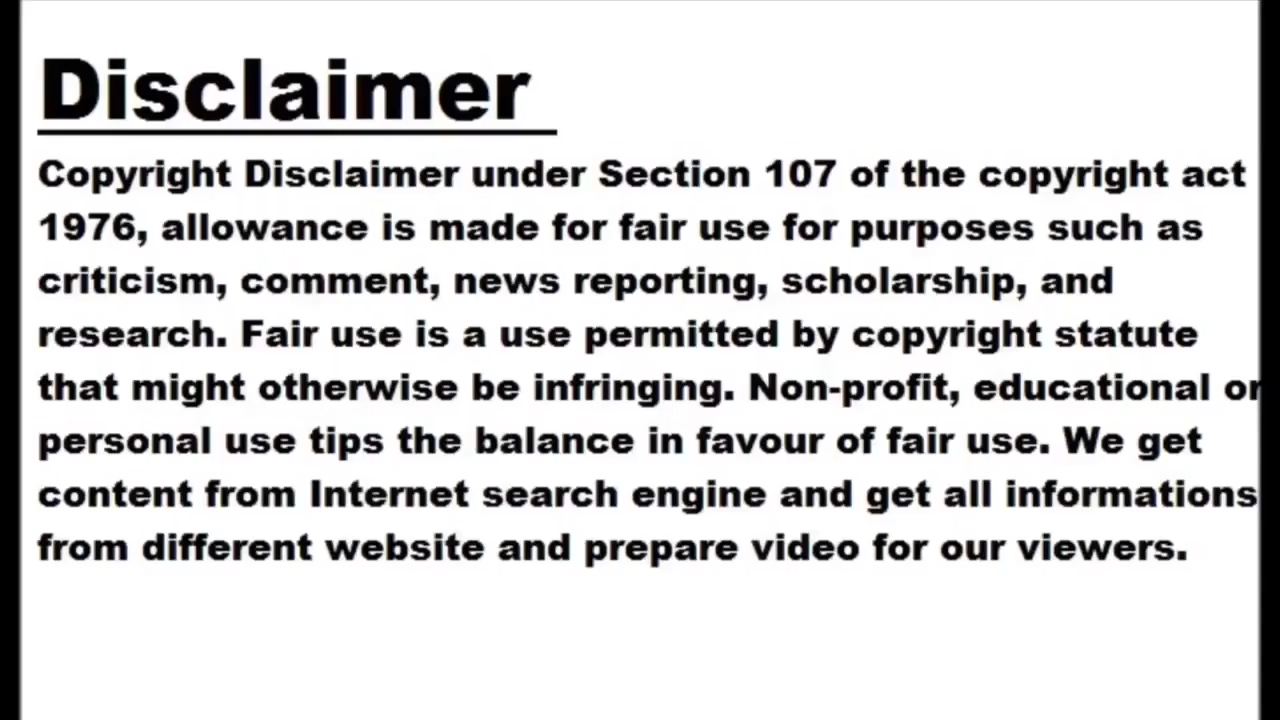 Disclaimer
Copyright Disclaimer under Section 107 of the copyright act
1976, allowance is made for fair use for purposes such as
criticism, comment, news reporting, scholarship, and
research. Fair use is a use permitted by copyright statute
that might otherwise be infringing. Non-profit, educational or
personal use tips the balance in favour of fair use. We get
content from Internet search engine and get all informations
from different website and prepare video for our viewers.